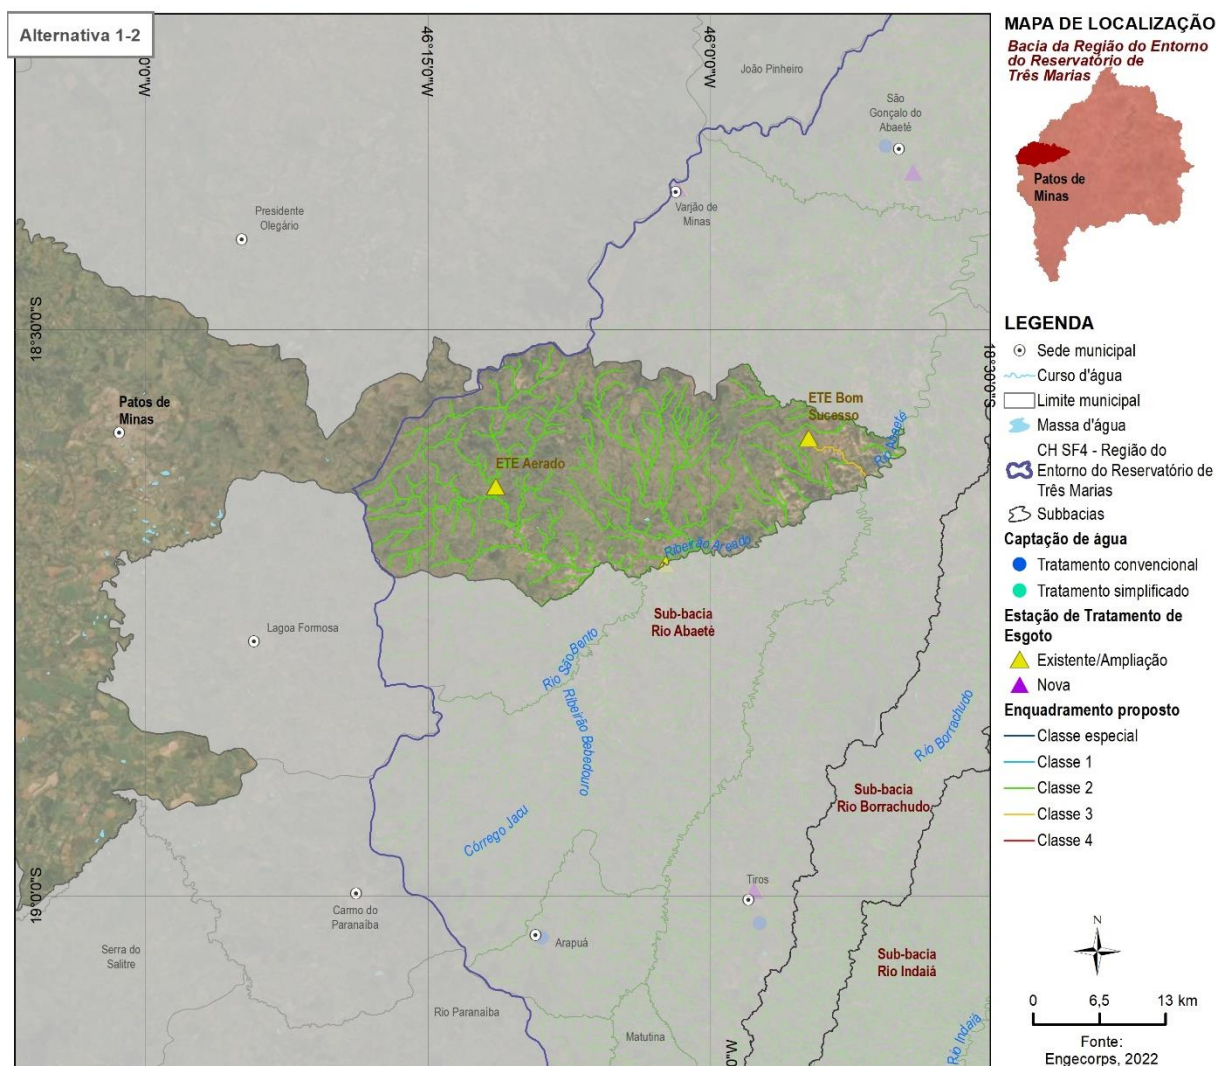 Alternativa 1-2
0'0"W
46°15'0"W
46°0'0"W
João Pinheiro
São
Gonçalo do
Abaeté
Varjão de
Minas
Presidente
Olegário
18°30'0"S
18°30'0"S
Patos de
Minas
ETE Bom
Sucesso
Rio Abaeté
ETE Aerado
Ribeirão Areado
Sub-bacia
Rio Abaeté
Lagoa Formosa
Rio São Bento
Ribeirão Bebedouro
Rio Borrachudo
Sub-bacia
Rio Borrachudo
Córrego Jacu
19°0'0"S
Carmo do
Paranaíba
Tiros
Serra do
Salitre
Arapuá
Sub-bacia
Rio Indaiá
Rio Paranaíba
Matutina
0"W
Rio Indaiá
MAPA DE LOCALIZAÇÃO
Bacia da Região do Entorno
do Reservatório de
Três Marias
Patos de
Minas
LEGENDA
Sede municipal
Curso d'água
Limite municipal
Massa d'água
CH SF4 - Região do
Entorno do Reservatório de
Três Marias
Subbacias
Captação de água
Tratamento convencional
Tratamento simplificado
Estação de Tratamento de
Esgoto
Existente/Ampliação
Nova
Enquadramento proposto
Classe especial
Classe 1
Classe 2
Classe 3
Classe 4
N
0 6,5 13 km
Fonte:
Engecorps, 2022